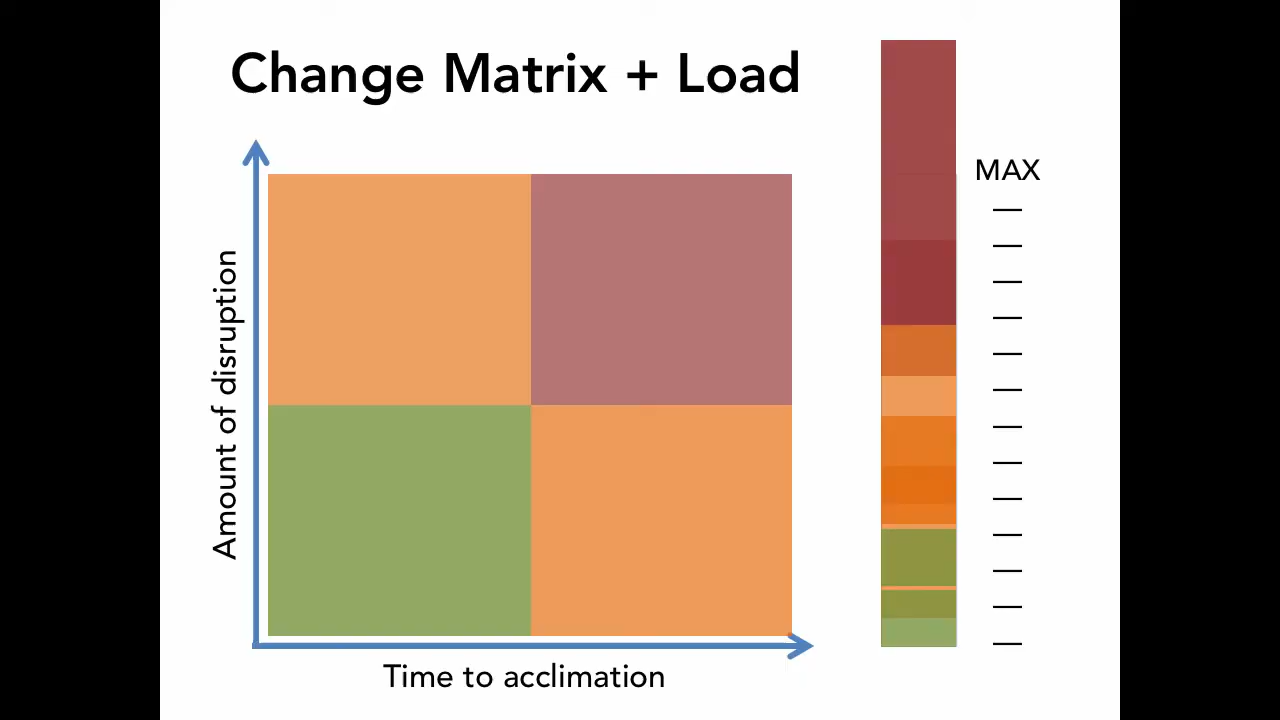 Change Matrix + Load
MAX
Amount of disruption
Time to acclimation